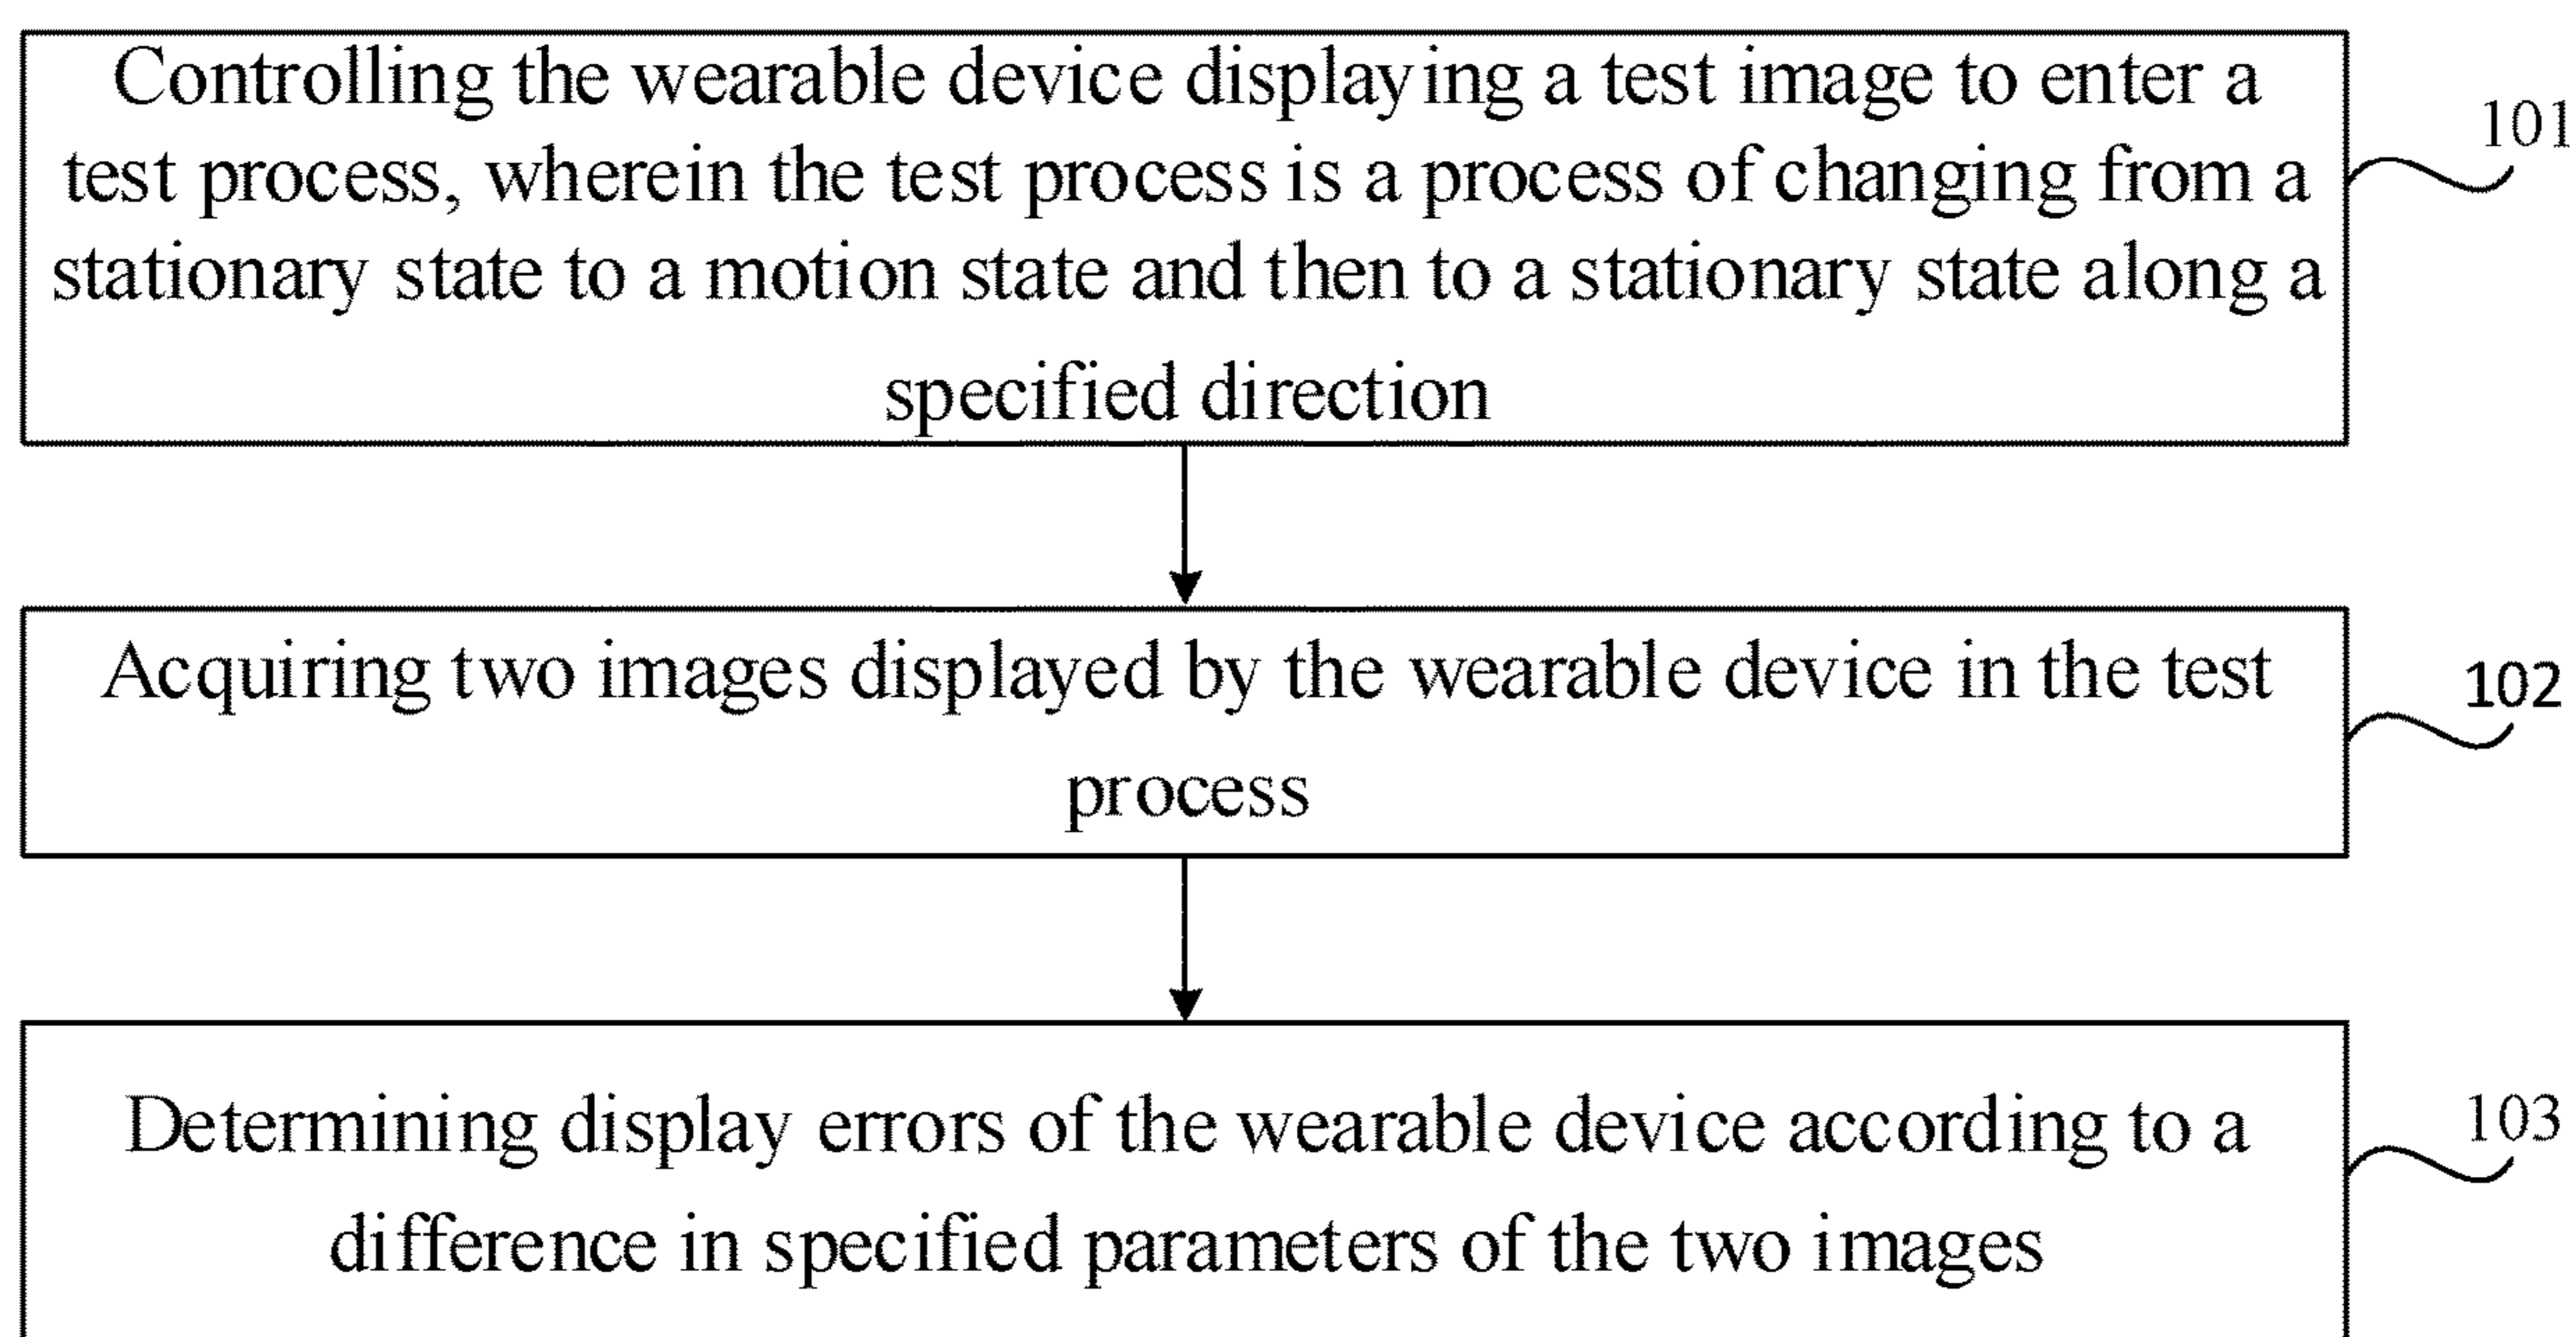 Controlling the wearable device displaying a test image to enter a
test process, wherein the test process is a process of changing from a
stationary state to a motion state and then to a stationary state along a
specified direction
101
Acquiring two images displayed by the wearable device in the test
process
102
Determining display errors of the wearable device according to a
difference in specified parameters of the two images
103